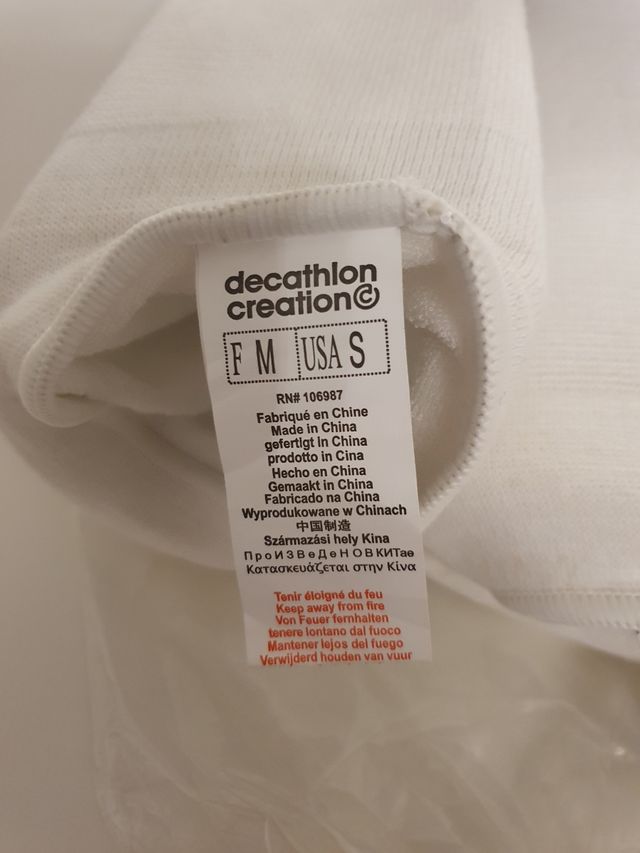 decathlon
creation©
F M USA S
RN# 106987
Fabriqué en Chine
Made in China
gefertigt in China
prodotto in Cina
Hecho en China
Gemaakt in China
Fabricado na China
Wyprodukowane w Chinach
中国制造
Származási hely Kina
ПроИЗВеДеНОВКИТае
Κατασκευάζεται στην Κίνα
Tenir éloigné du feu
Keep away from fire
Von Feuer fernhalten
tenere lontano dal fuoco
Mantener lejos del fuego
Verwijderd houden van vuur